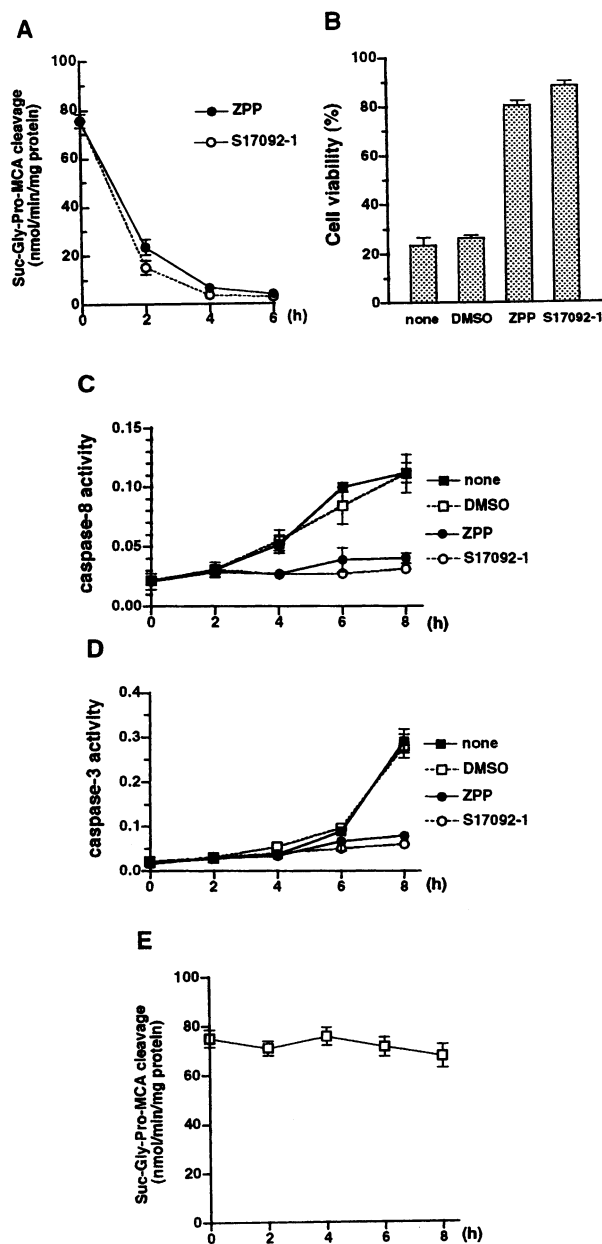 A
Suc-Gly-Pro-MCA cleavage
(nmol/min/mg protein)
100
80
60
40
20
0
0
2
4
6
(h)
ZPP
S17092-1
B
Cell viability (%)
100
80
60
40
20
0
none
DMSO
ZPP
S17092-1
C
caspase-8 activity
0.15
0.10
0.05
0.00
0
2
4
6
8
(h)
none
DMSO
ZPP
S17092-1
D
caspase-3 activity
0.4
0.3
0.2
0.1
0.0
0
2
4
6
8
(h)
none
DMSO
ZPP
S17092-1
E
Suc-Gly-Pro-MCA cleavage
(nmol/min/mg protein)
100
80
60
40
20
0
0
2
4
6
8
(h)